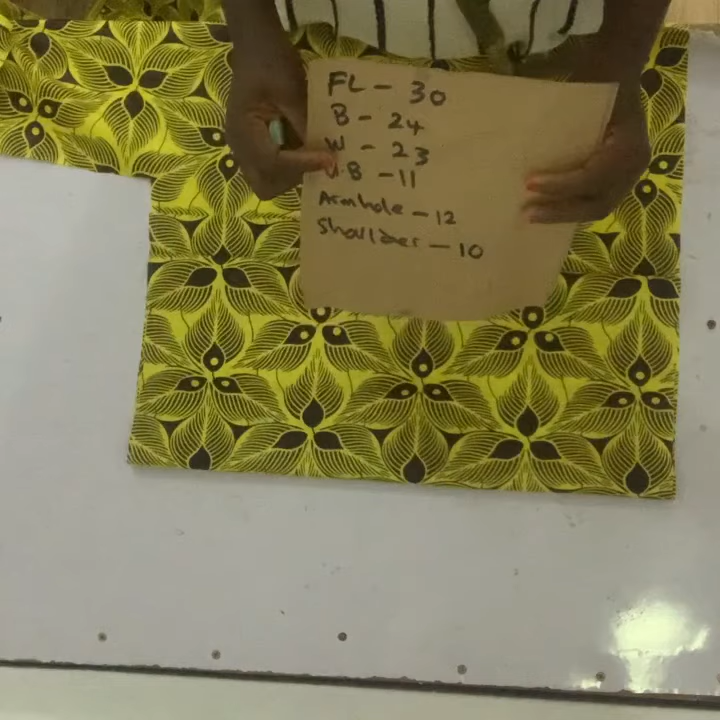 FL - 30
B - 24
W - 23
U.B - 11
Armhole - 12
Shoulder - 10